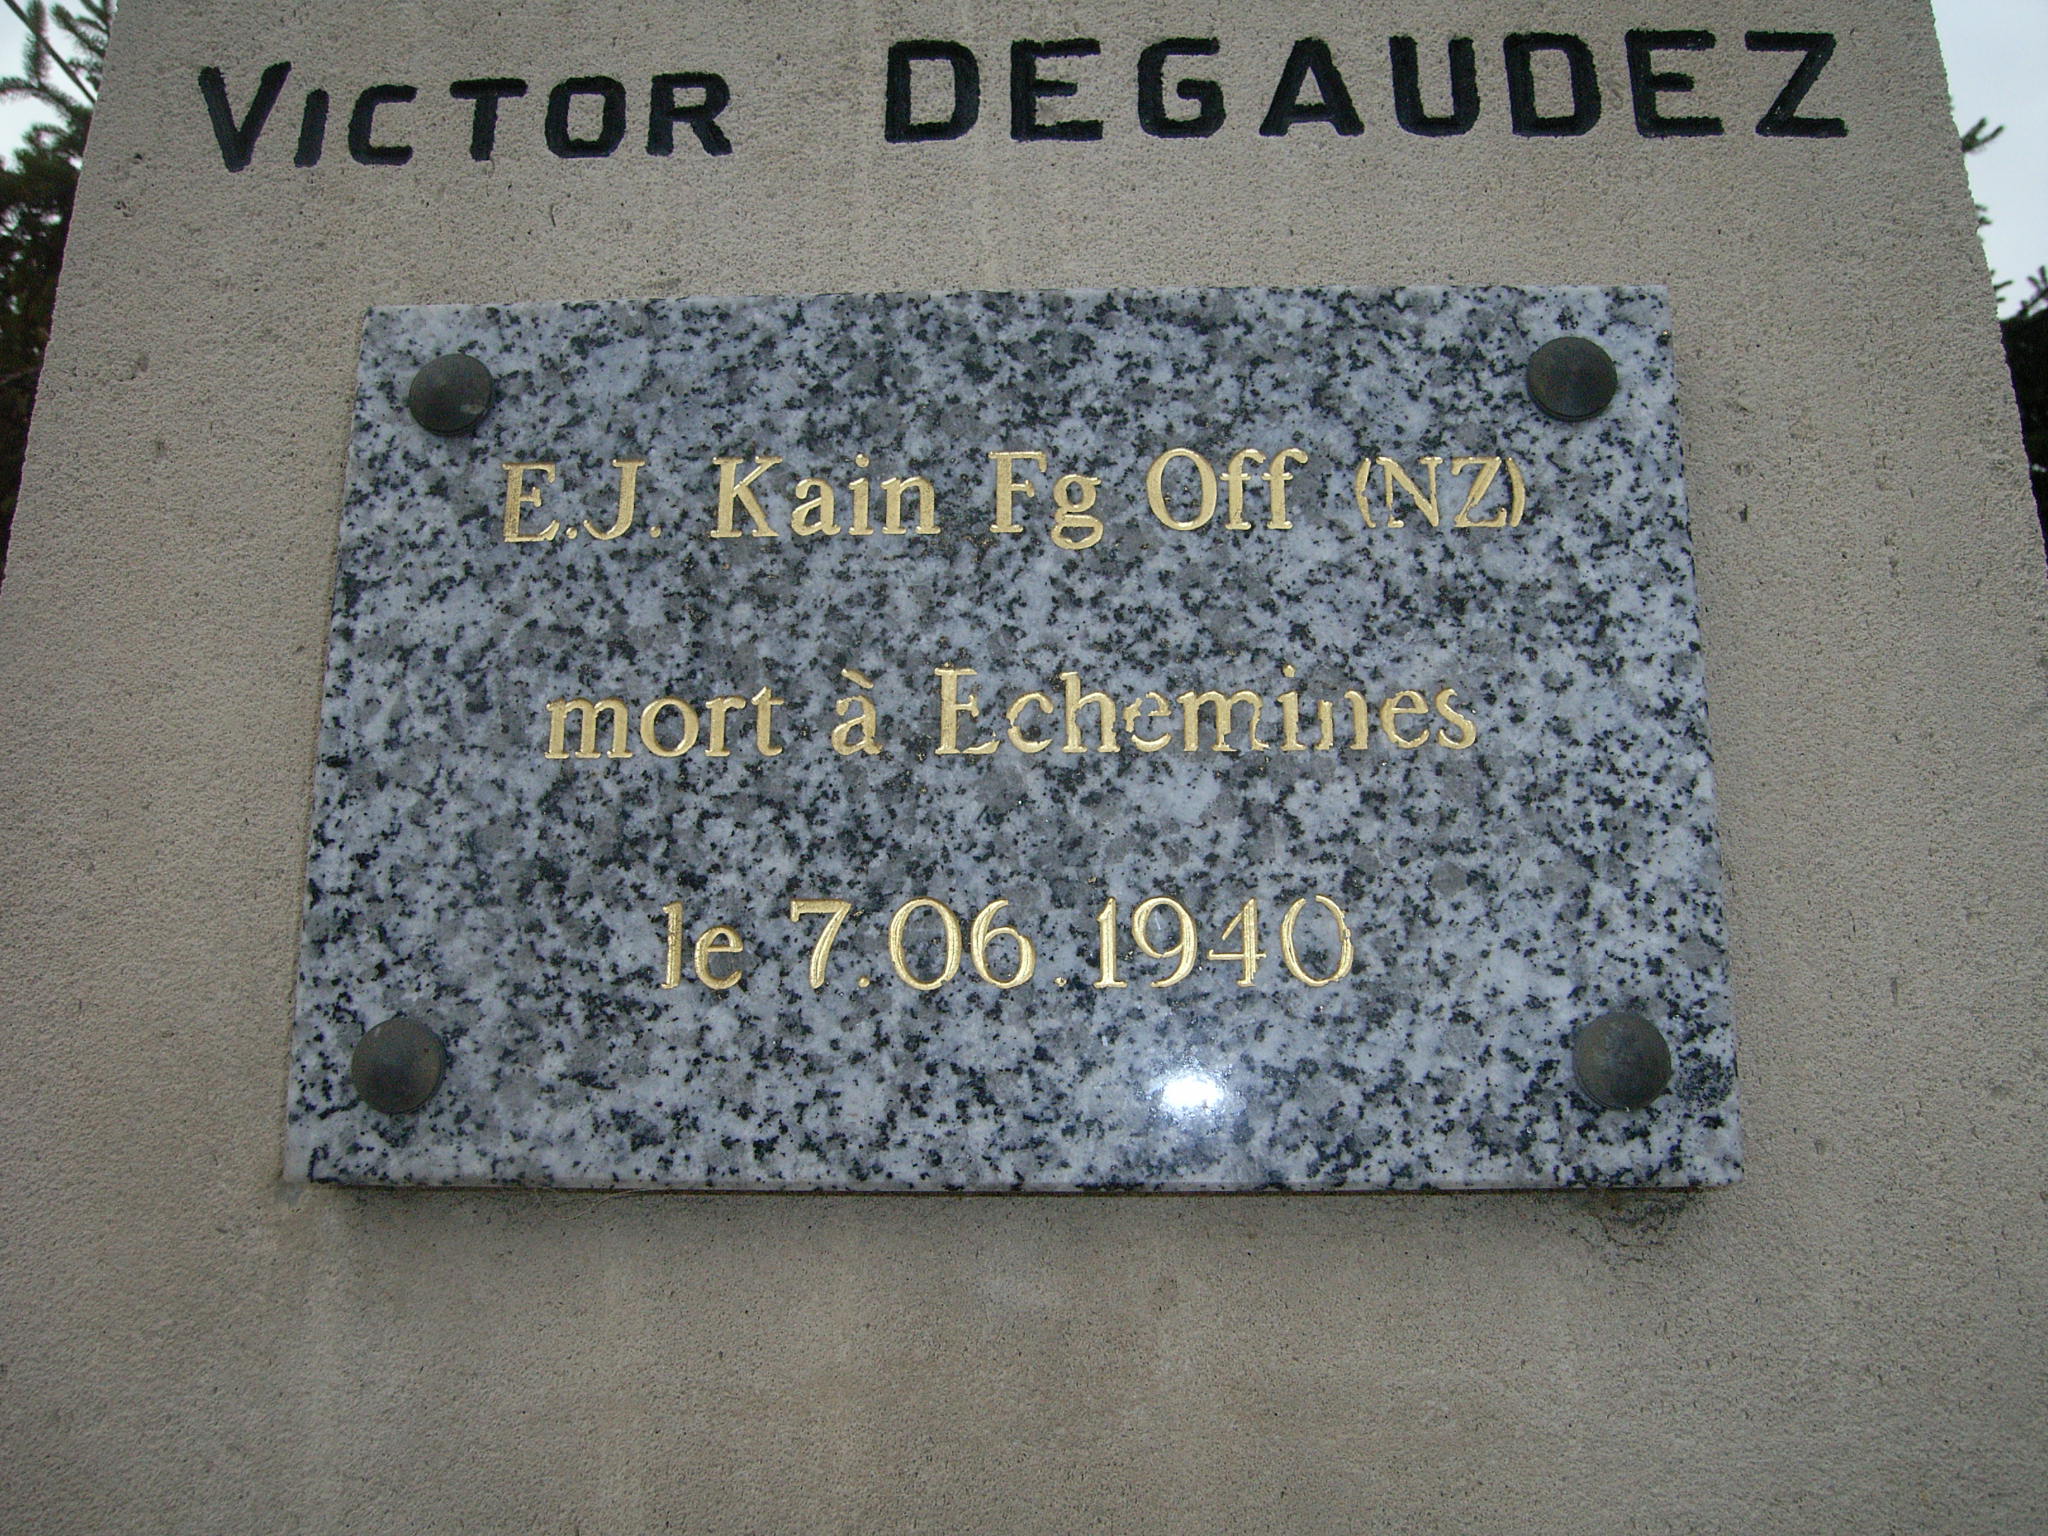 VICTOR DEGAUDEZ
E.J. Kain Fg Off (NZ)
mort à Echemines
le 7.06.1940